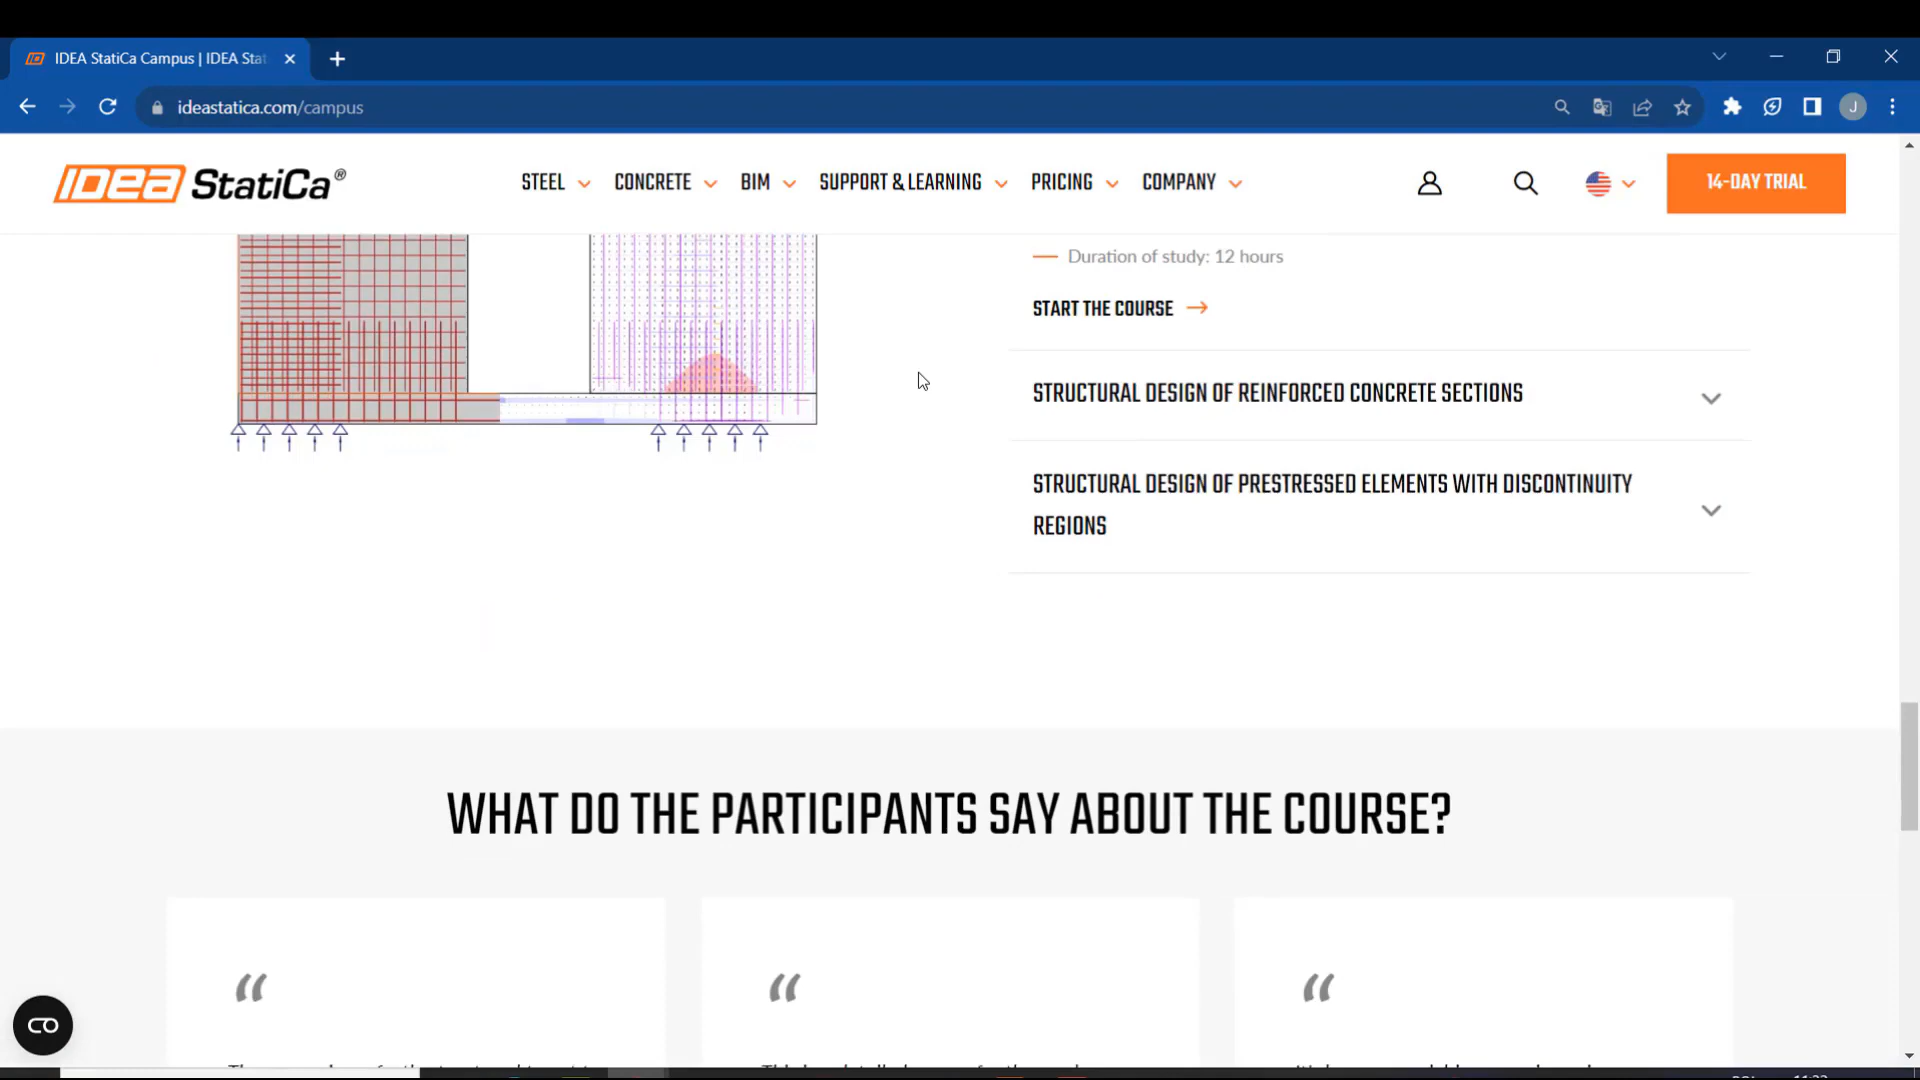 IDEA StatiCa Campus | IDEA Stat
ideastatica.com/campus
J
IDEA StatiCa®
STEEL
CONCRETE
BIM
SUPPORT & LEARNING
PRICING
COMPANY
14-DAY TRIAL
Duration of study: 12 hours
START THE COURSE
STRUCTURAL DESIGN OF REINFORCED CONCRETE SECTIONS
STRUCTURAL DESIGN OF PRESTRESSED ELEMENTS WITH DISCONTINUITY
REGIONS
WHAT DO THE PARTICIPANTS SAY ABOUT THE COURSE?
“
“
“